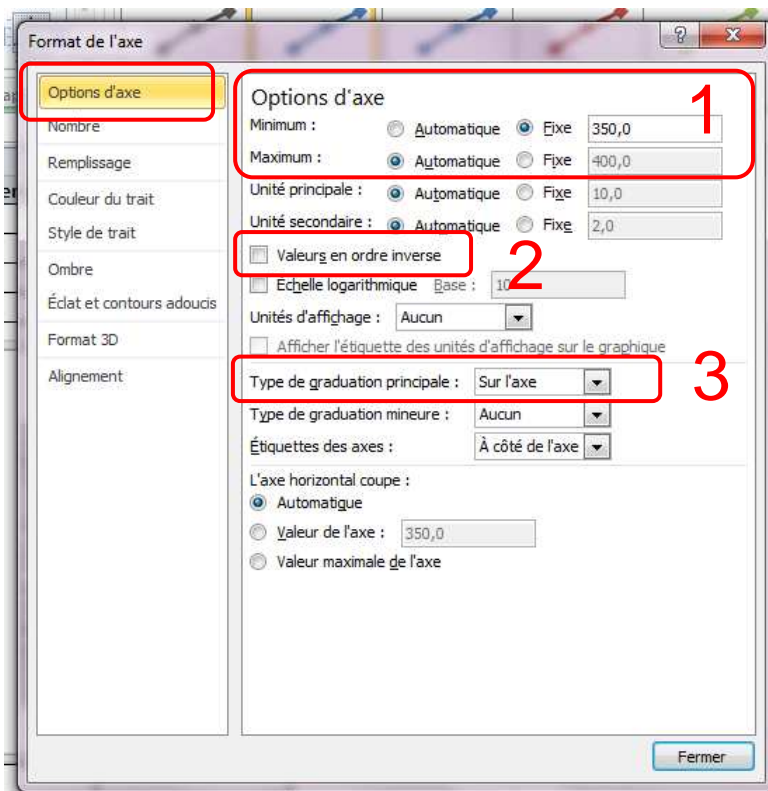 Format de l'axe
Options d'axe
Nombre
Remplissage
Couleur du trait
Style de trait
Ombre
Éclat et contours adoucis
Format 3D
Alignement
Options d'axe
1
Minimum : Automatique Fixe 350,0
Maximum : Automatique Fixe 400,0
Unité principale : Automatique Fixe 10,0
Unité secondaire : Automatique Fixe 2,0
Valeurs en ordre inverse
2
Echelle logarithmique Base : 10
Unités d'affichage : Aucun
Afficher l'étiquette des unités d'affichage sur le graphique
Type de graduation principale : Sur l'axe
3
Type de graduation mineure : Aucun
Étiquettes des axes : À côté de l'axe
L'axe horizontal coupe :
Automatique
Valeur de l'axe : 350,0
Valeur maximale de l'axe
Fermer